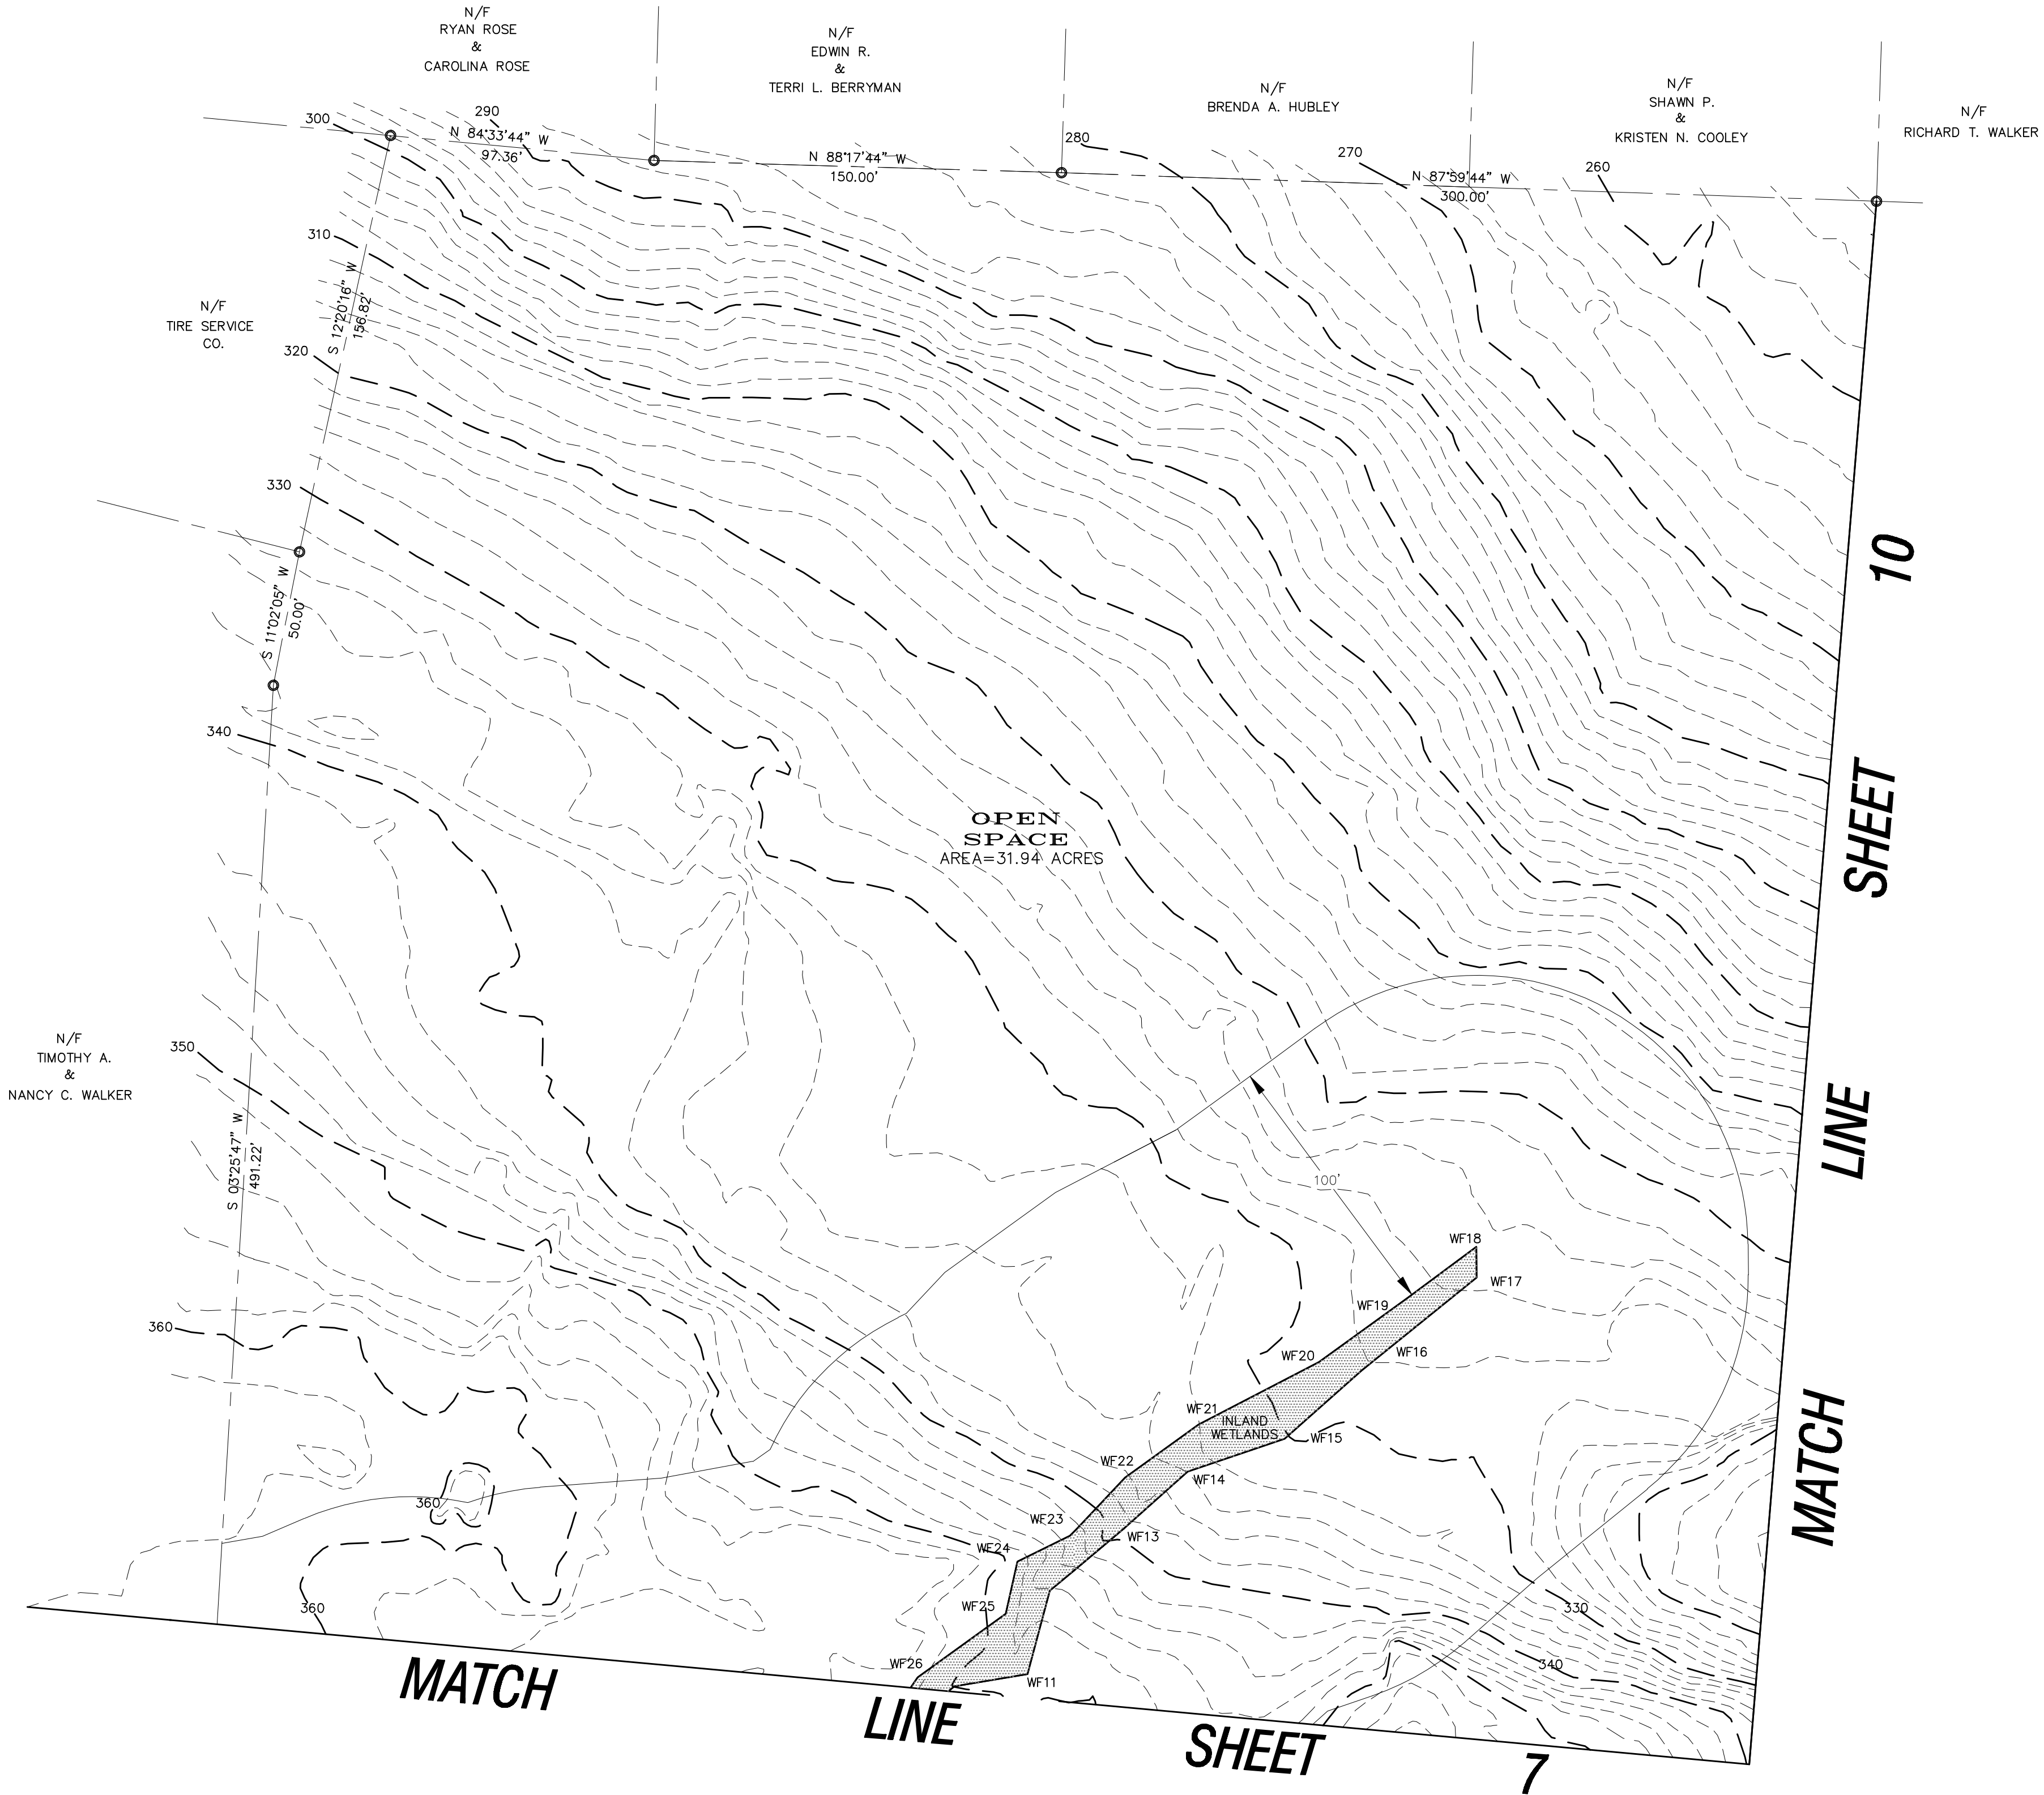 N/F
RYAN ROSE
&
CAROLINA ROSE
N/F
EDWIN R.
&
TERRI L. BERRYMAN
N/F
BRENDA A. HUBLEY
N/F
SHAWN P.
&
KRISTEN N. COOLEY
N/F
RICHARD T. WALKER
300
290
N 84°33'44" W
97.36'
N 88°17'44" W
150.00'
280
270
N 87°59'44" W
300.00'
260
310
S 12°20'16" W
156.82'
N/F
TIRE SERVICE
CO.
320
330
S 11°02'05" W
50.00'
340
OPEN
SPACE
AREA=31.94 ACRES
N/F
TIMOTHY A.
&
NANCY C. WALKER
350
S 03°25'47" W
491.22'
100'
360
WF18
WF17
WF19
WF16
WF20
WF21
INLAND
WETLANDS
WF15
WF22
WF14
360
WF23
WF13
WF24
WF25
360
330
WF26
WF11
340
MATCH LINE SHEET 7
MATCH LINE SHEET 10